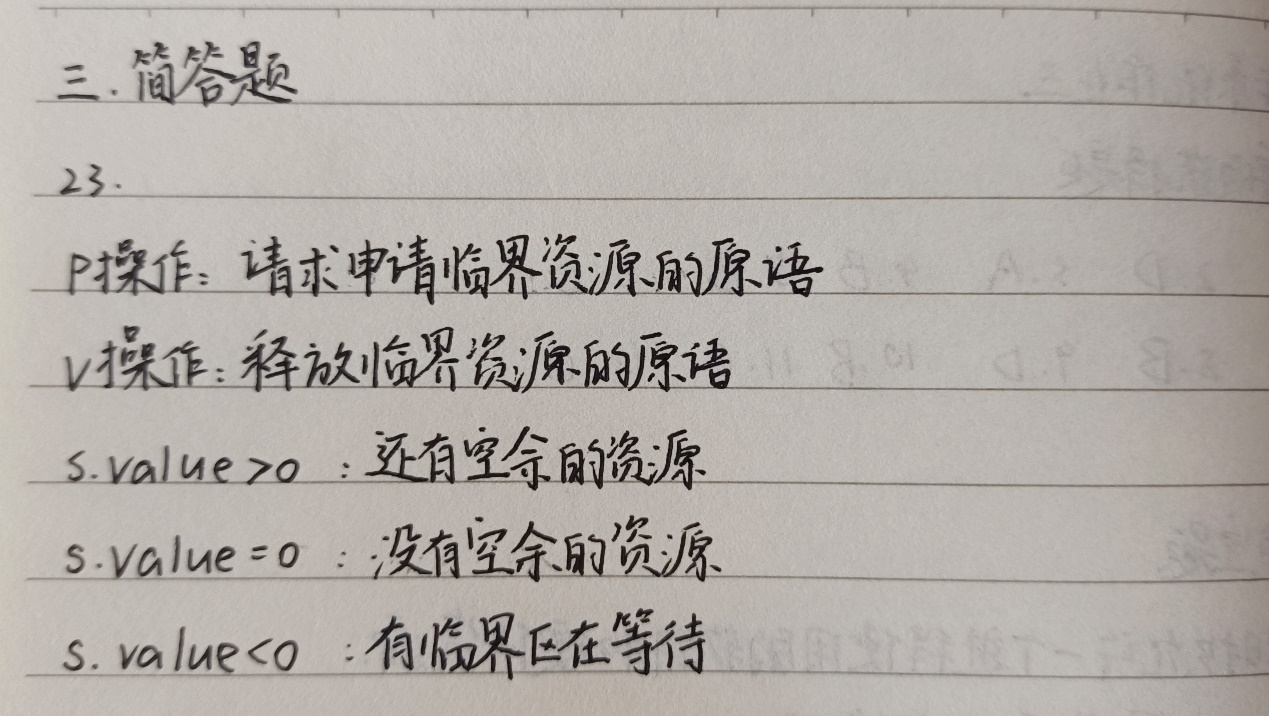 三.简答题
23.
P操作：请求申请临界资源的原语
V操作：释放临界资源的原语
s.value>0 ：还有空余的资源
s.value=0 ：没有空余的资源
s.value<0 ：有临界区在等待